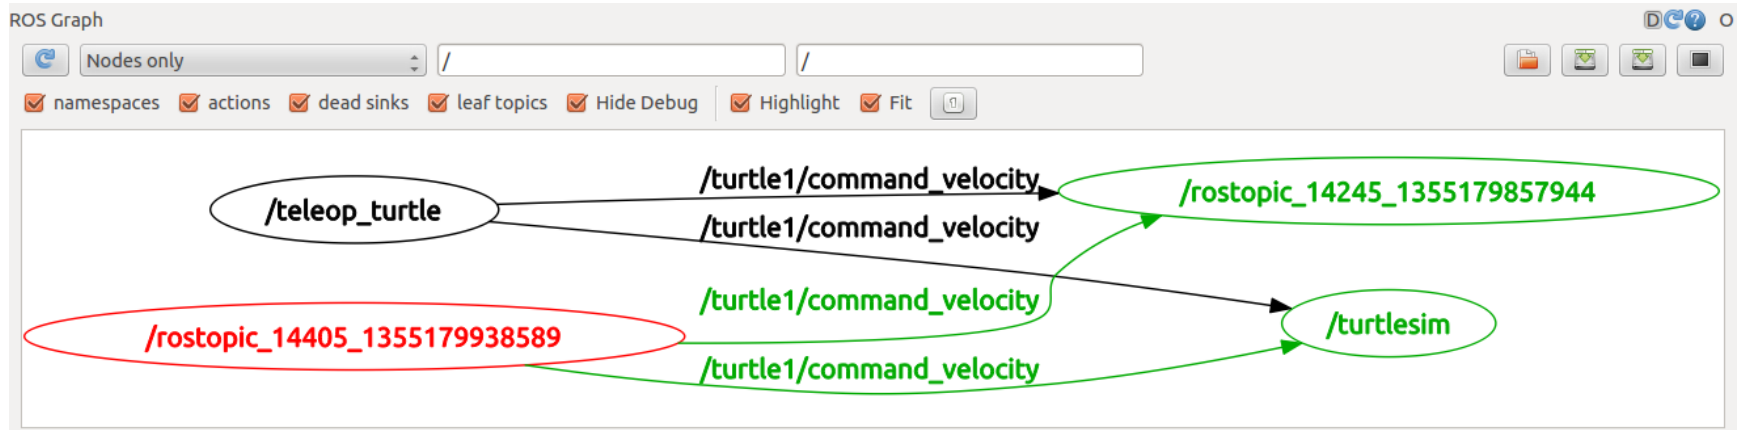 ROS Graph
D ? O
Nodes only / /
namespaces actions dead sinks leaf topics Hide Debug Highlight Fit
/turtle1/command_velocity
/rostopic_14245_1355179857944
/teleop_turtle
/turtle1/command_velocity
/turtle1/command_velocity
/turtlesim
/rostopic_14405_1355179938589
/turtle1/command_velocity